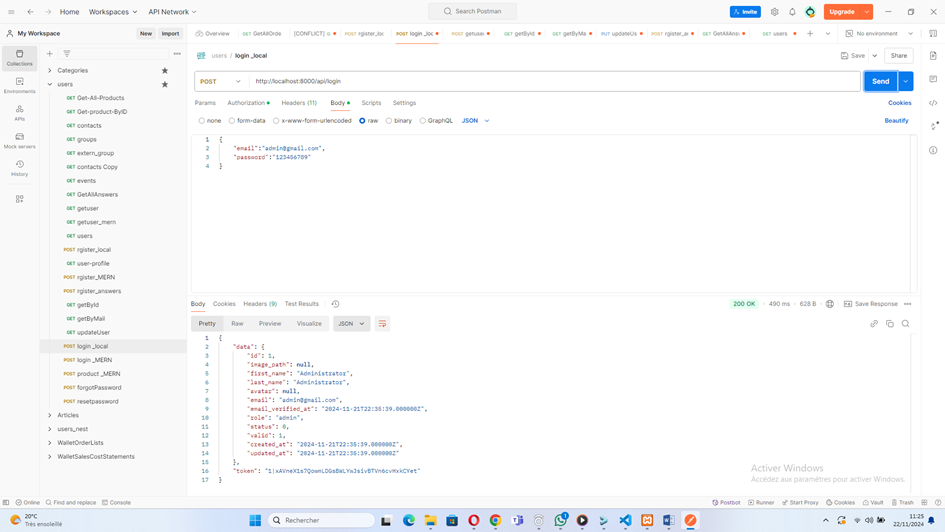 Home Workspaces API Network Search Postman Invite Upgrade
My Workspace New Import Overview GetAllOrde [CONFLICT] G rgister_loc POST login _loc POST getuser GET getById GET getByMe PUT updateUs POST rgister_ar GET GetAllAns GET users No environment
Collections
Environments
APIs
Mock servers
History
Categories
users
GET Get-All-Products
GET Get-product-ByID
GET contacts
GET groups
GET extern_group
GET contacts Copy
GET events
GET GetAllAnswers
GET getuser
GET getuser_mern
GET users
POST rgister_local
GET user-profile
POST rgister_MERN
POST rgister_answers
GET getById
GET getByMail
PUT updateUser
POST login _local
POST login _MERN
POST product _MERN
POST forgotPassword
POST resetpassword
Articles
users_nest
WalletOrderLists
WalletSalesCostStatements
users / login _local Save Share
POST http://localhost:8000/api/login Send
Params Authorization Headers (11) Body Scripts Settings Cookies
none form-data x-www-form-urlencoded raw binary GraphQL JSON Beautify
1 {
2 "email":"admin@gmail.com",
3 "password":"123456789"
4 }
Body Cookies Headers (9) Test Results 200 OK 490 ms 628 B Save Response
Pretty Raw Preview Visualize JSON
1 {
2 "data": {
3 "id": 1,
4 "image_path": null,
5 "first_name": "Administrator",
6 "last_name": "Administrator",
7 "avatar": null,
8 "email": "admin@gmail.com",
9 "email_verified_at": "2024-11-21T22:35:39.000000Z",
10 "role": "admin",
11 "status": 0,
12 "valid": 1,
13 "created_at": "2024-11-21T22:35:39.000000Z",
14 "updated_at": "2024-11-21T22:35:39.000000Z"
15 },
16 "token":
17 }
Activer Windows
Accédez aux paramètres pour activer Windows.
Online Find and replace Console Postbot Runner Start Proxy Cookies Vault Trash
20°C
Très ensoleillé
Rechercher
11:25
22/11/2024